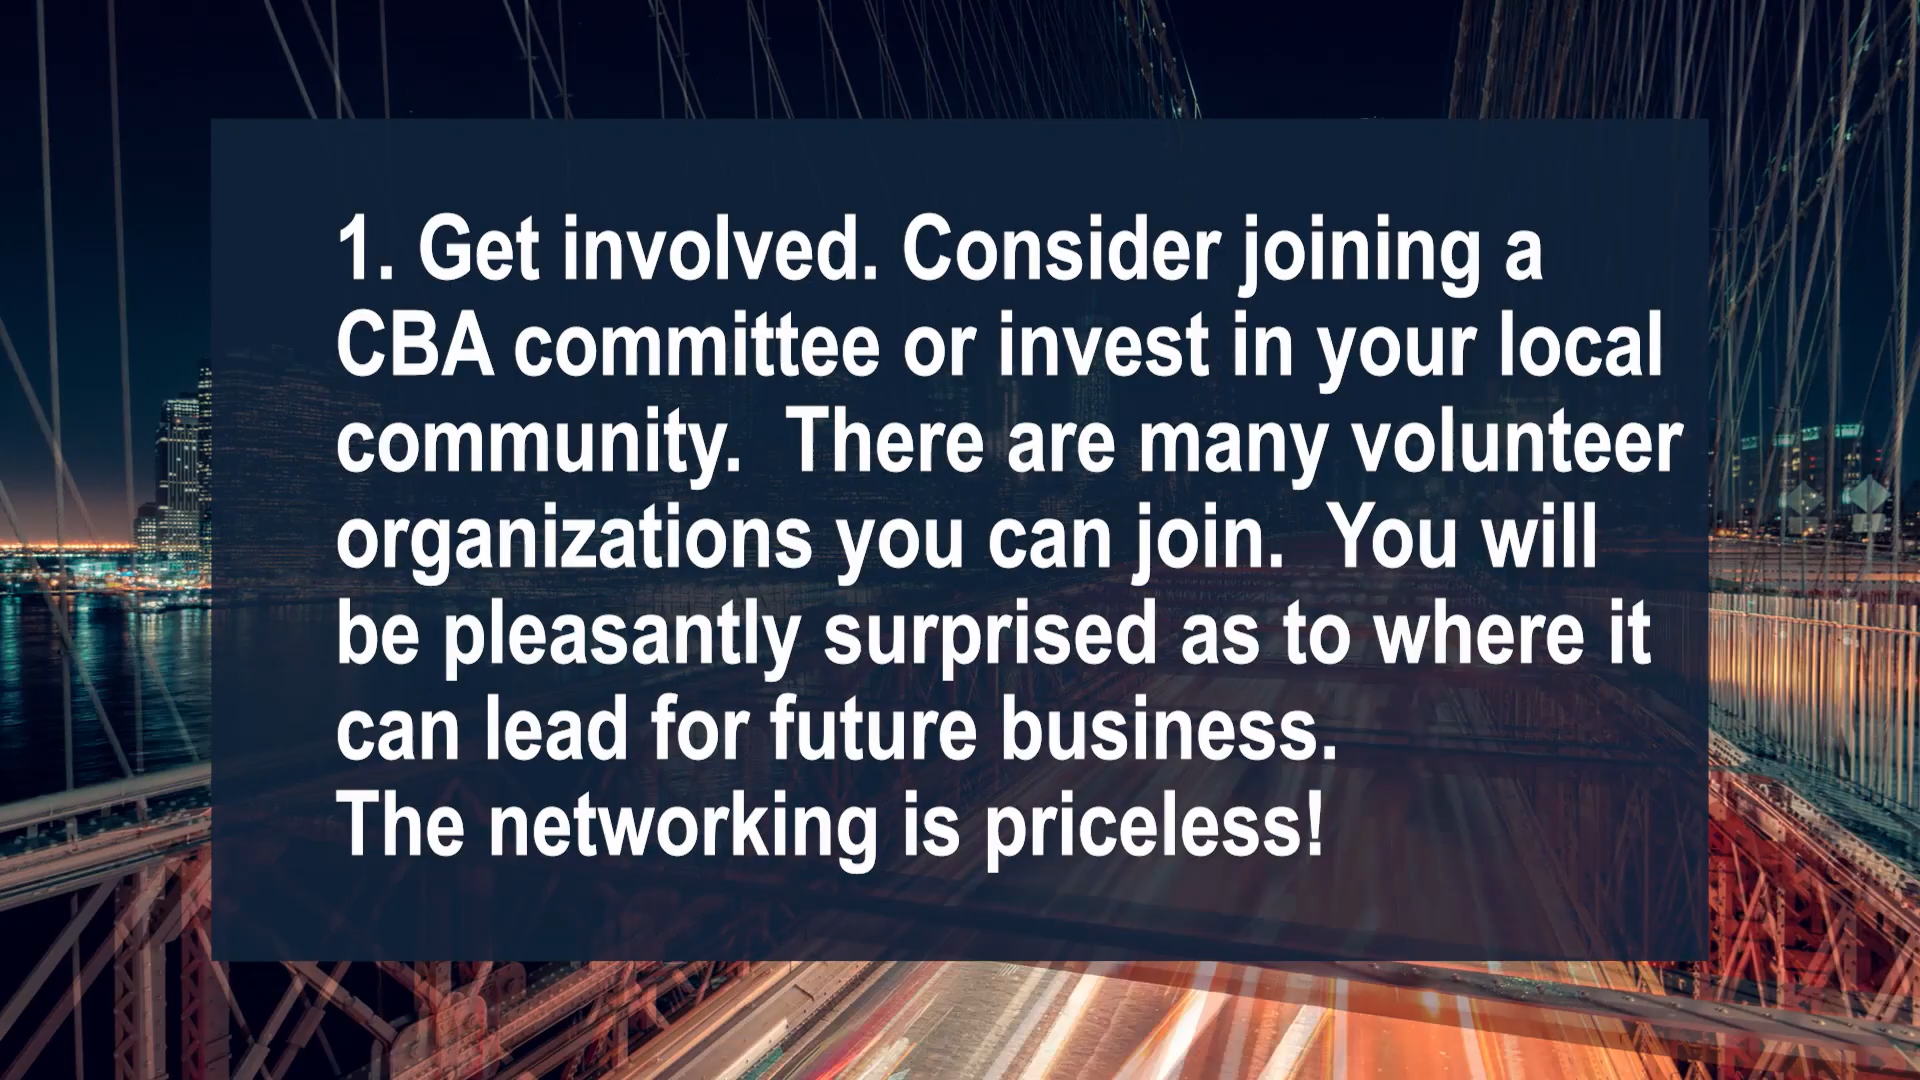 1. Get involved. Consider joining a
CBA committee or invest in your local
community.  There are many volunteer
organizations you can join.  You will
be pleasantly surprised as to where it
can lead for future business.
The networking is priceless!